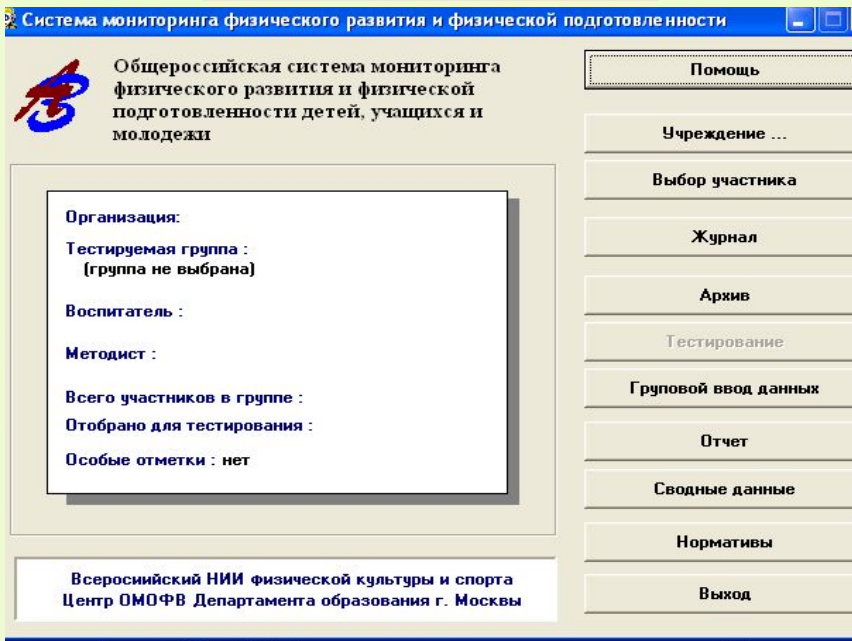 Система мониторинга физического развития и физической подготовленности
Общероссийская система мониторинга
физического развития и физической
подготовленности детей, учащихся и
молодежи
Организация:
Тестируемая группа :
(группа не выбрана)
Воспитатель :
Методист :
Всего участников в группе :
Отобрано для тестирования :
Особые отметки : нет
Всеросиийский НИИ физической культуры и спорта
Центр ОМОФВ Департамента образования г. Москвы
Помощь
Учреждение ...
Выбор участника
Журнал
Архив
Тестирование
Груповой ввод данных
Отчет
Сводные данные
Нормативы
Выход